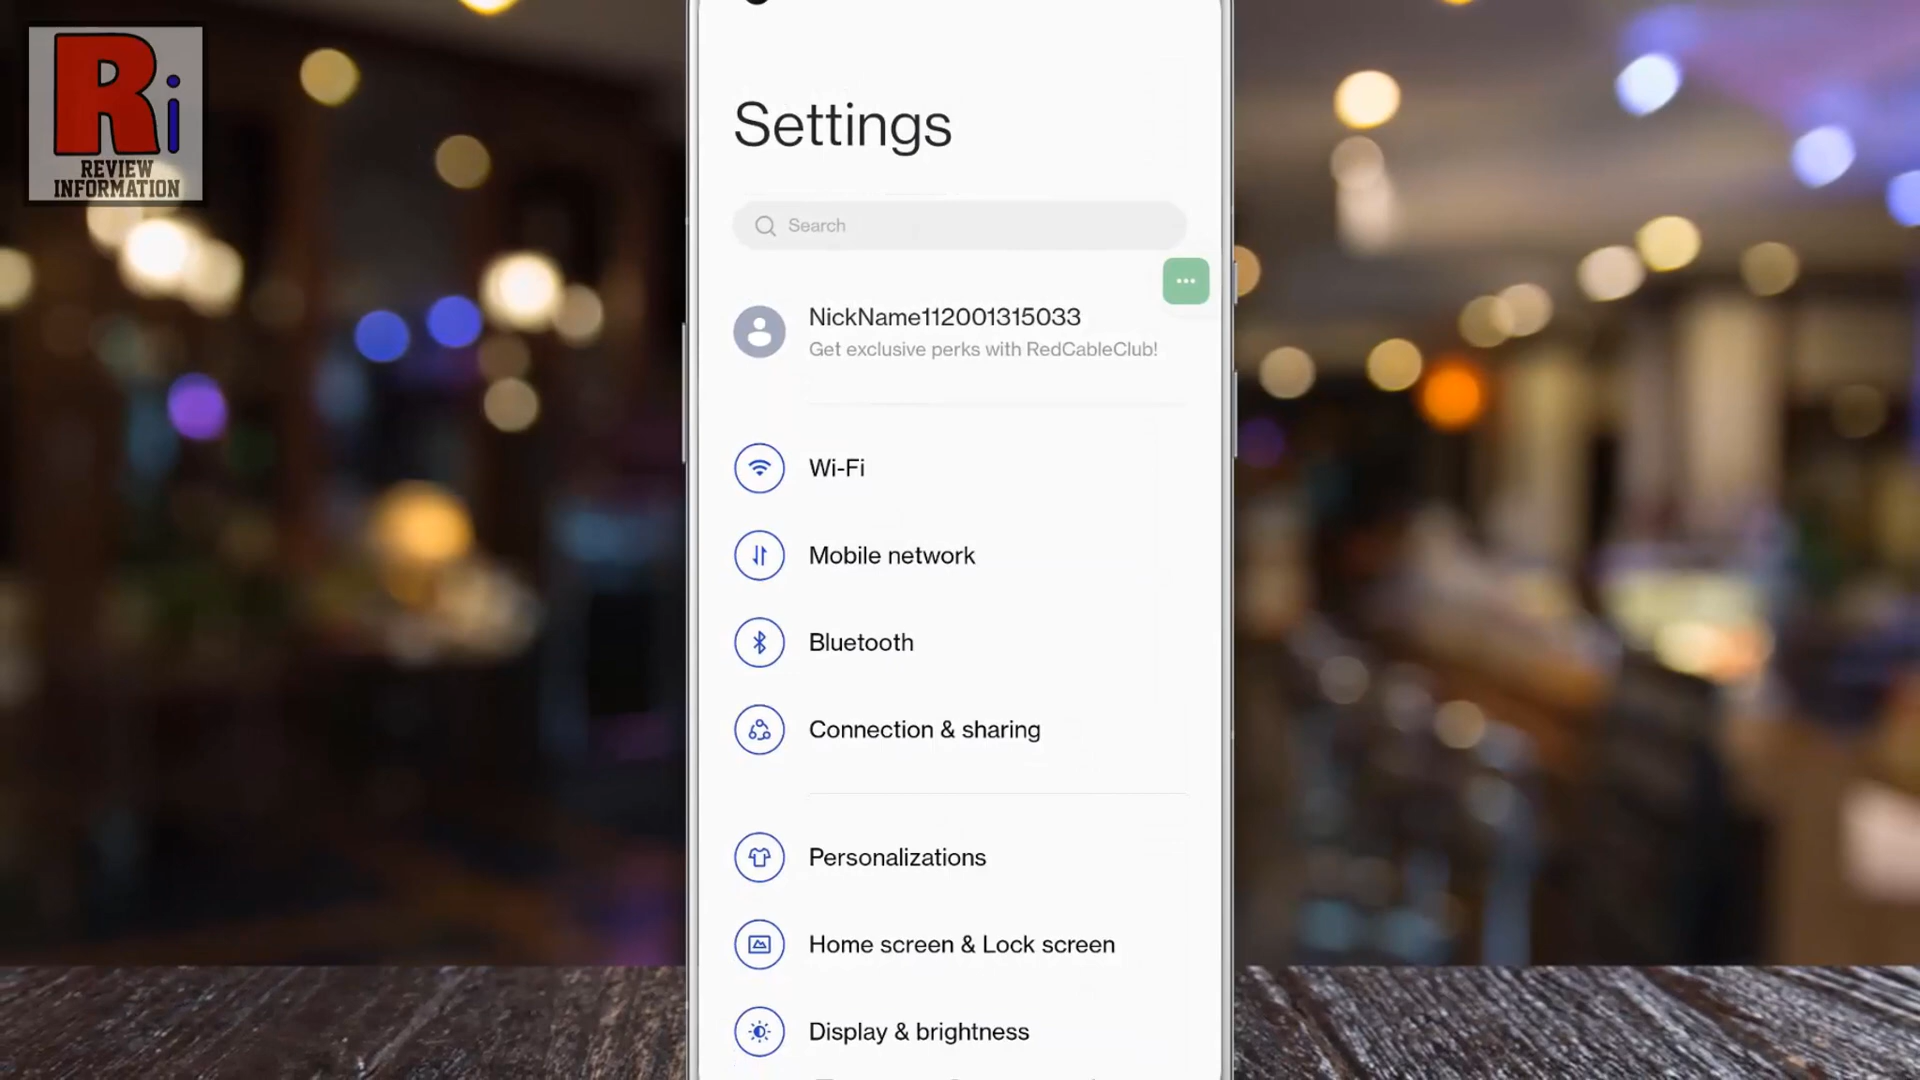 Ri
REVIEW
INFORMATION
Settings
Search
NickName112001315033
Get exclusive perks with RedCableClub!
Wi-Fi
Mobile network
Bluetooth
Connection & sharing
Personalizations
Home screen & Lock screen
Display & brightness